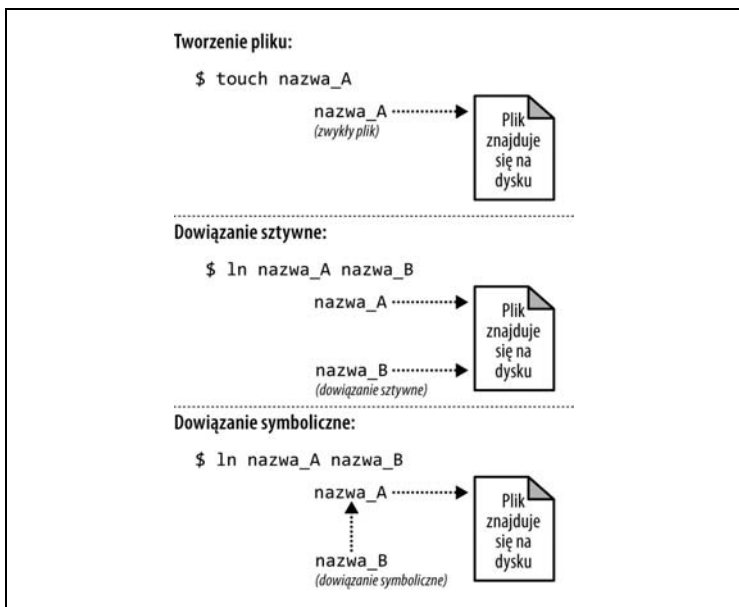 Tworzenie pliku:
$ touch nazwa_A
nazwa_A
(zwykły plik)
Plik
znajduje
się na
dysku
Dowiązanie sztywne:
$ ln nazwa_A nazwa_B
nazwa_A
nazwa_B
(dowiązanie sztywne)
Plik
znajduje
się na
dysku
Dowiązanie symboliczne:
$ ln nazwa_A nazwa_B
nazwa_A
nazwa_B
(dowiązanie symboliczne)
Plik
znajduje
się na
dysku